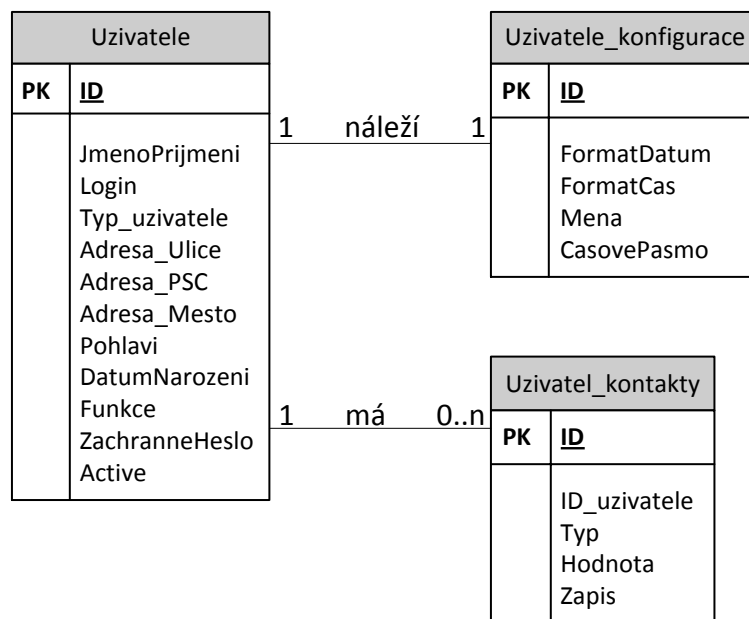 Uzivatele
PK ID
JmenoPrijmeni
Login
Typ_uzivatele
Adresa_Ulice
Adresa_PSC
Adresa_Mesto
Pohlavi
DatumNarozeni
Funkce
ZachranneHeslo
Active
1 náleží 1
1 má 0..n
Uzivatele_konfigurace
PK ID
FormatDatum
FormatCas
Mena
CasovePasmo
Uzivatel_kontakty
PK ID
ID_uzivatele
Typ
Hodnota
Zapis